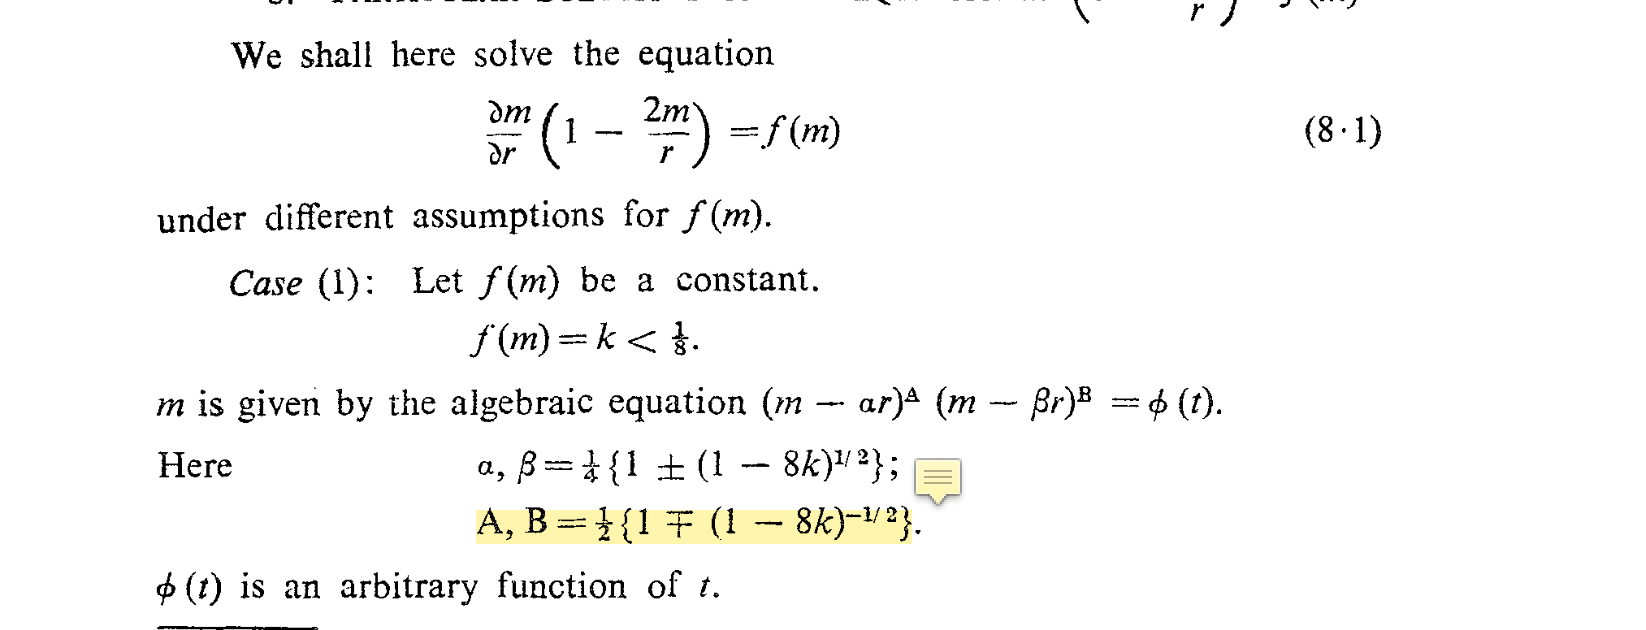 We shall here solve the equation
∂m/∂r (1 − 2m/r) = f(m) (8·1)
under different assumptions for f(m).
Case (1): Let f(m) be a constant.
f(m) = k < 1/8.
m is given by the algebraic equation (m − αr)^A (m − βr)^B = ϕ(t).
Here α, β = 1/4 {1 ± (1 − 8k)^1/2};
A, B = 1/2 {1 ∓ (1 − 8k)^−1/2}.
ϕ(t) is an arbitrary function of t.